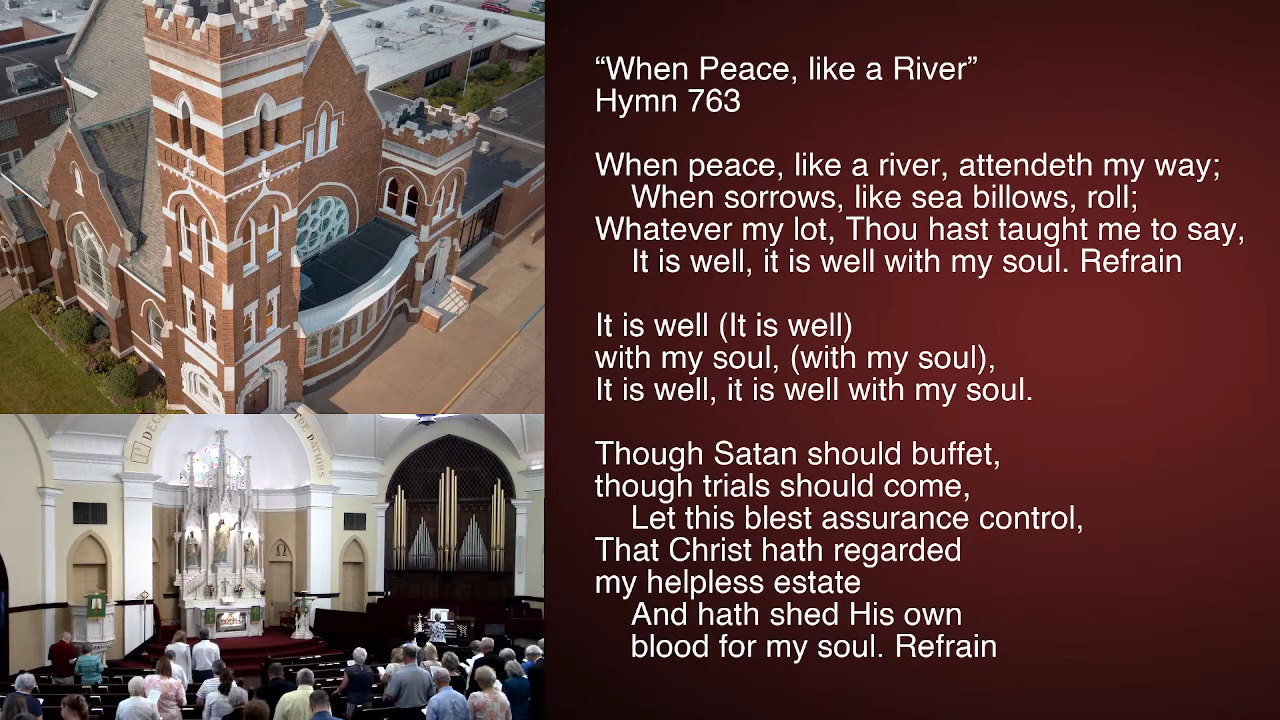 “When Peace, like a River”
Hymn 763
When peace, like a river, attendeth my way;
When sorrows, like sea billows, roll;
Whatever my lot, Thou hast taught me to say,
It is well, it is well with my soul. Refrain
It is well (It is well)
with my soul, (with my soul),
It is well, it is well with my soul.
Though Satan should buffet,
though trials should come,
Let this blest assurance control,
That Christ hath regarded
my helpless estate
And hath shed His own
blood for my soul. Refrain
Ω